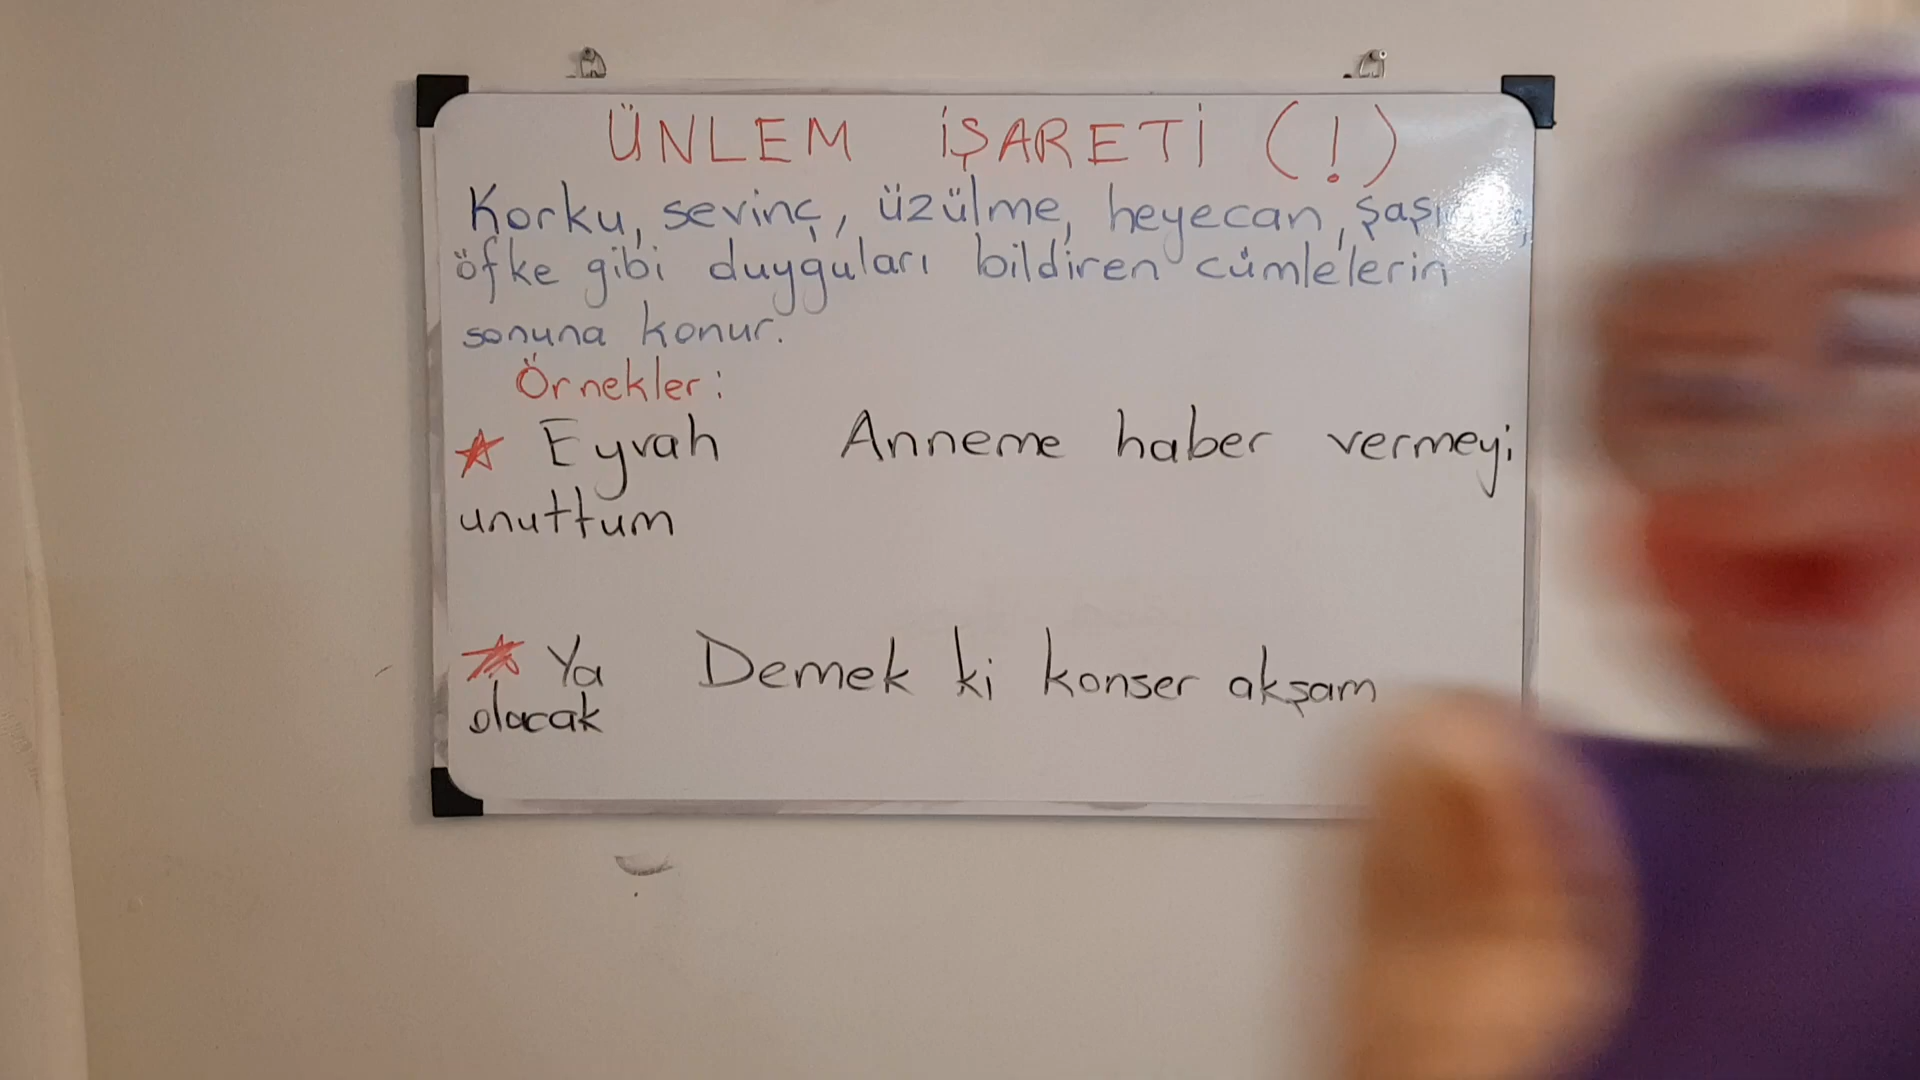 ÜNLEM İŞARETİ (!)
Korku, sevinç, üzülme, heyecan,
öfke gibi duyguları bildiren cümlelerin
sonuna konur.
Örnekler:
Eyvah Anneme haber vermeyi
unuttum
Ya Demek ki konser akşam
olacak